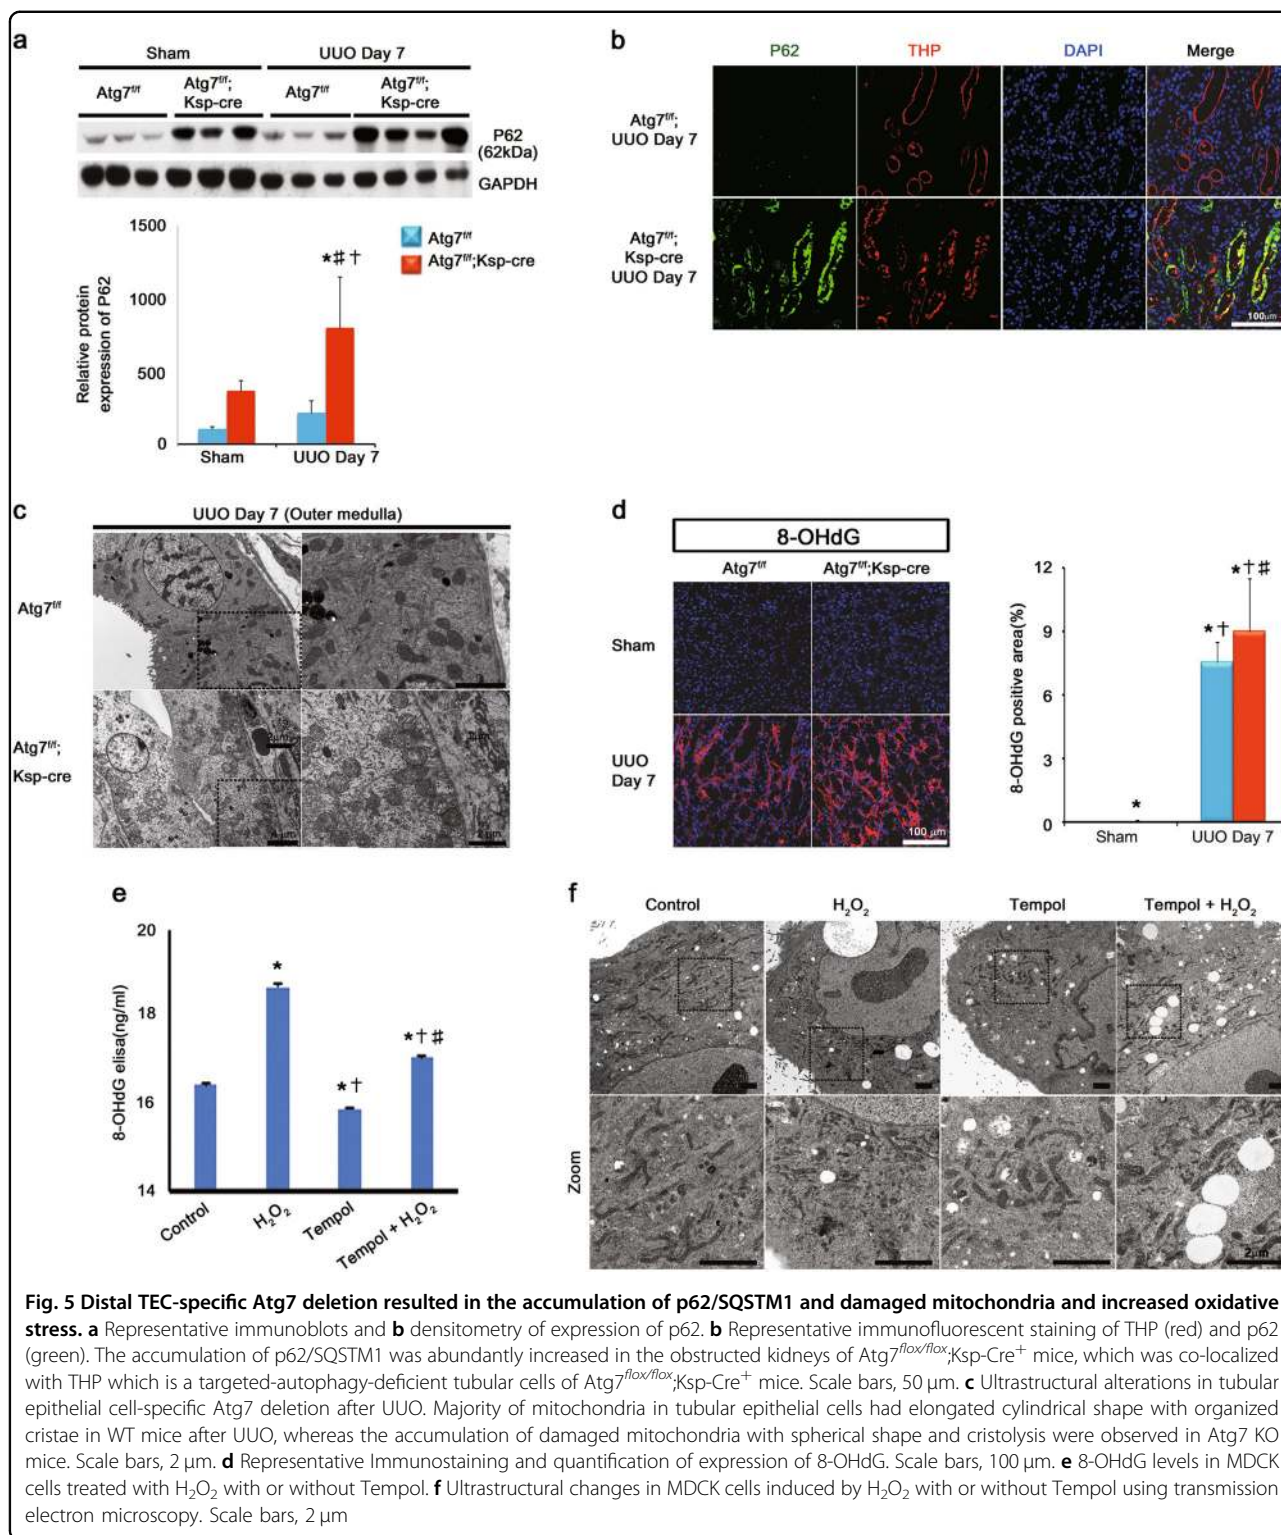 a
Sham
UUO Day 7
Atg7f/f
Atg7f/f;
Ksp-cre
Atg7f/f
Atg7f/f;
Ksp-cre
P62
(62kDa)
GAPDH
Relative protein
expression of P62
1500
1000
500
0
*♯†
Atg7f/f
Atg7f/f;Ksp-cre
Sham
UUO Day 7
b
P62
THP
DAPI
Merge
Atg7f/f;
UUO Day 7
Atg7f/f;
Ksp-cre
UUO Day 7
100µm
c
UUO Day 7 (Outer medulla)
Atg7f/f
Atg7f/f;
Ksp-cre
2 µm
d
8-OHdG
Atg7f/f
Atg7f/f;Ksp-cre
Sham
UUO
Day 7
100 µm
8-OHdG positive area(%)
12
9
6
3
0
*
*†
*†♯
Sham
UUO Day 7
e
8-OHdG elisa(ng/ml)
20
18
16
14
*
*†
*†♯
Control
H₂O₂
Tempol
Tempol + H₂O₂
f
Control
H₂O₂
Tempol
Tempol + H₂O₂
Zoom
2µm
Fig. 5 Distal TEC-specific Atg7 deletion resulted in the accumulation of p62/SQSTM1 and damaged mitochondria and increased oxidative
stress. a Representative immunoblots and b densitometry of expression of p62. b Representative immunofluorescent staining of THP (red) and p62
(green). The accumulation of p62/SQSTM1 was abundantly increased in the obstructed kidneys of Atg7flox/flox;Ksp-Cre⁺ mice, which was co-localized
with THP which is a targeted-autophagy-deficient tubular cells of Atg7flox/flox;Ksp-Cre⁺ mice. Scale bars, 50 µm. c Ultrastructural alterations in tubular
epithelial cell-specific Atg7 deletion after UUO. Majority of mitochondria in tubular epithelial cells had elongated cylindrical shape with organized
cristae in WT mice after UUO, whereas the accumulation of damaged mitochondria with spherical shape and cristolysis were observed in Atg7 KO
mice. Scale bars, 2 µm. d Representative Immunostaining and quantification of expression of 8-OHdG. Scale bars, 100 µm. e 8-OHdG levels in MDCK
cells treated with H₂O₂ with or without Tempol. f Ultrastructural changes in MDCK cells induced by H₂O₂ with or without Tempol using transmission
electron microscopy. Scale bars, 2 µm